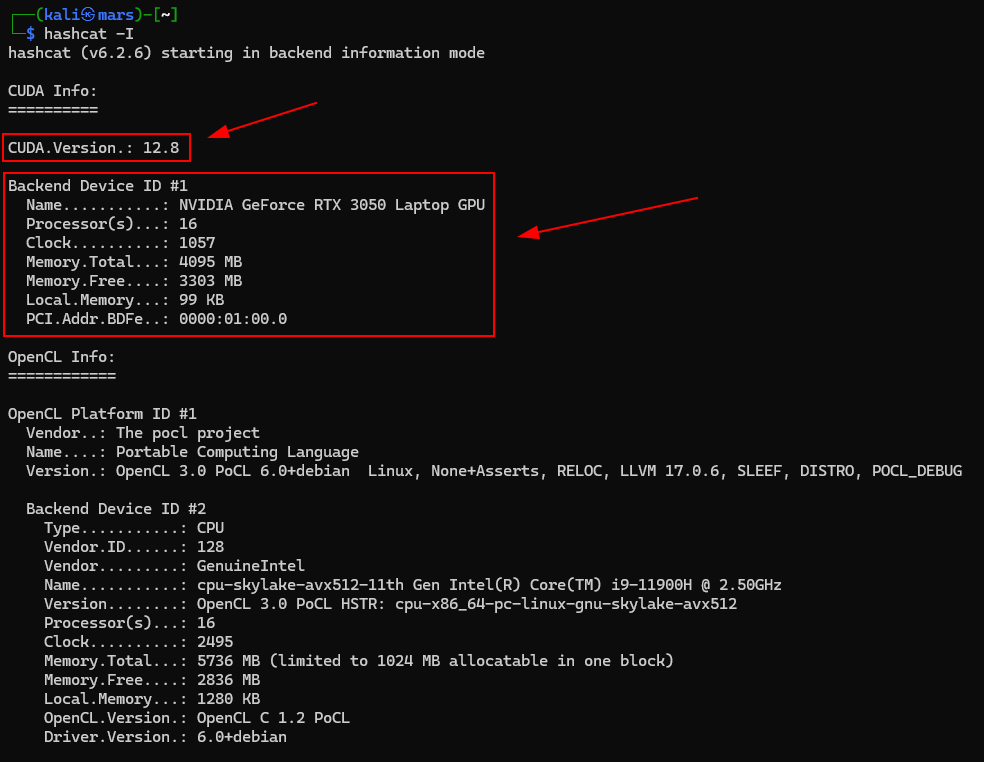 ┌──(kali㉿mars)-[~]
└─$ hashcat -I
hashcat (v6.2.6) starting in backend information mode

CUDA Info:
==========

CUDA.Version.: 12.8

Backend Device ID #1
  Name...........: NVIDIA GeForce RTX 3050 Laptop GPU
  Processor(s)...: 16
  Clock..........: 1057
  Memory.Total...: 4095 MB
  Memory.Free....: 3303 MB
  Local.Memory...: 99 KB
  PCI.Addr.BDFe..: 0000:01:00.0

OpenCL Info:
============

OpenCL Platform ID #1
  Vendor..: The pocl project
  Name....: Portable Computing Language
  Version.: OpenCL 3.0 PoCL 6.0+debian  Linux, None+Asserts, RELOC, LLVM 17.0.6, SLEEF, DISTRO, POCL_DEBUG

  Backend Device ID #2
    Type...........: CPU
    Vendor.ID......: 128
    Vendor.........: GenuineIntel
    Name...........: cpu-skylake-avx512-11th Gen Intel(R) Core(TM) i9-11900H @ 2.50GHz
    Version........: OpenCL 3.0 PoCL HSTR: cpu-x86_64-pc-linux-gnu-skylake-avx512
    Processor(s)...: 16
    Clock..........: 2495
    Memory.Total...: 5736 MB (limited to 1024 MB allocatable in one block)
    Memory.Free....: 2836 MB
    Local.Memory...: 1280 KB
    OpenCL.Version.: OpenCL C 1.2 PoCL
    Driver.Version.: 6.0+debian